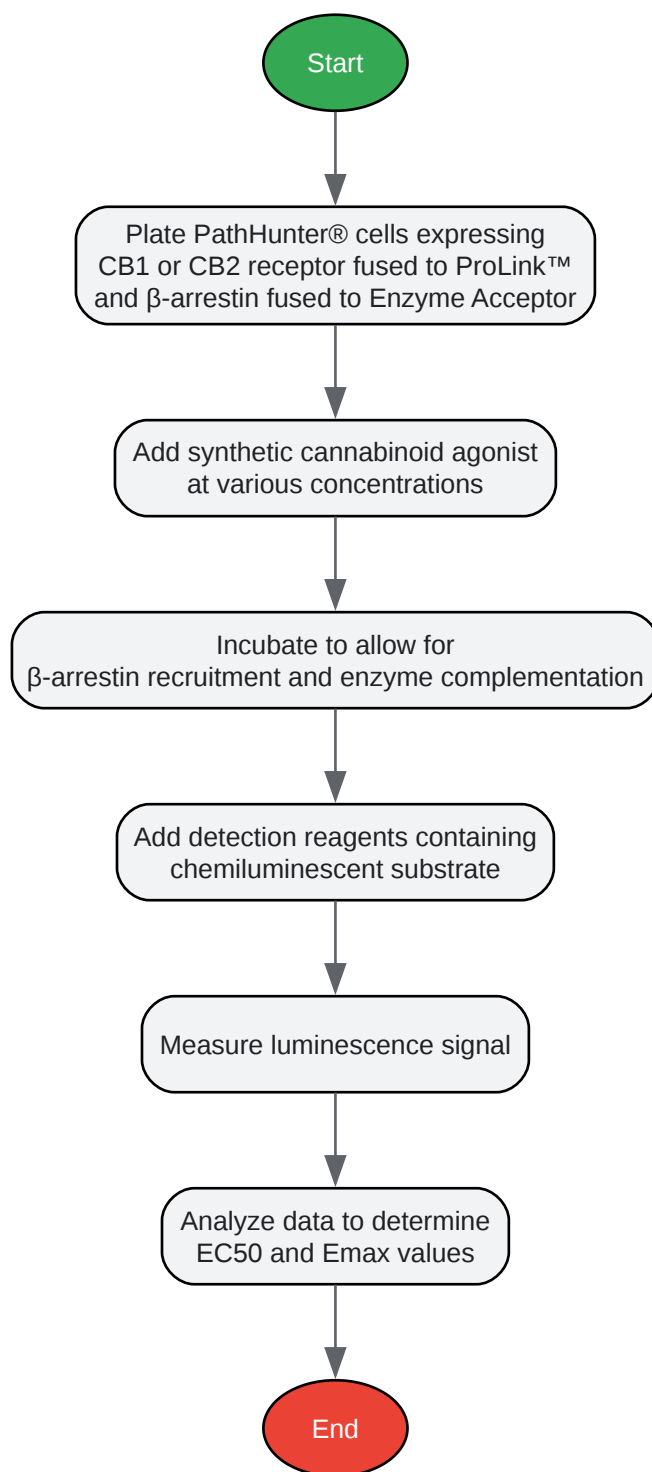 Start
Plate PathHunter® cells expressing
CB1 or CB2 receptor fused to ProLink™
and β-arrestin fused to Enzyme Acceptor
Add synthetic cannabinoid agonist
at various concentrations
Incubate to allow for
β-arrestin recruitment and enzyme complementation
Add detection reagents containing
chemiluminescent substrate
Measure luminescence signal
Analyze data to determine
EC50 and Emax values
End